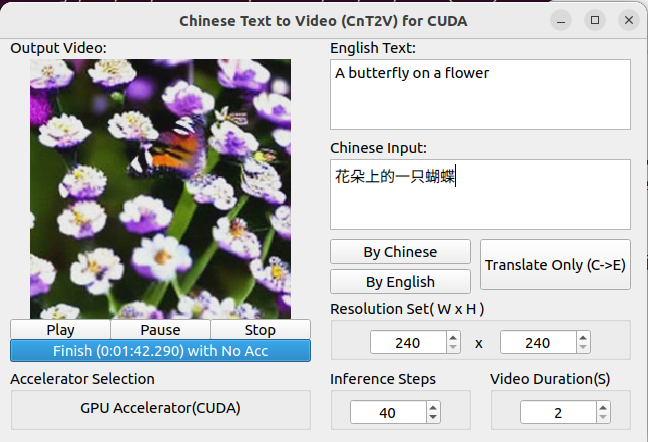 Chinese Text to Video (CnT2V) for CUDA
Output Video:
English Text:
A butterfly on a flower
Chinese Input:
花朵上的一只蝴蝶
By Chinese
By English
Translate Only (C->E)
Resolution Set( W x H )
240 x 240
Play Pause Stop
Finish (0:01:42.290) with No Acc
Accelerator Selection
GPU Accelerator(CUDA)
Inference Steps
40
Video Duration(S)
2